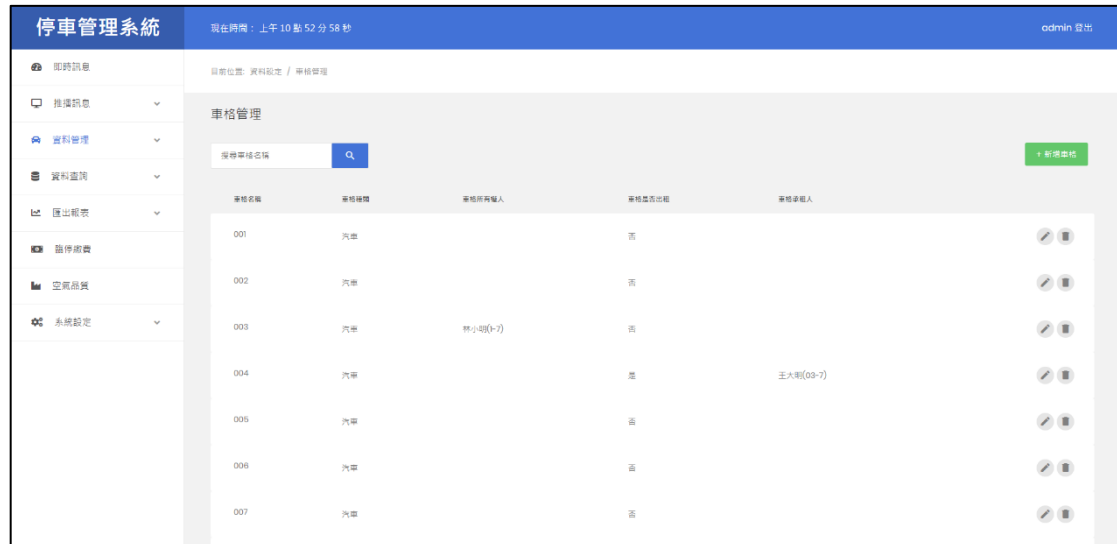 停車管理系統
現在時間： 上午 10 點 52 分 58 秒
admin 登出
即時訊息
推播訊息
資料管理
資料查詢
匯出報表
臨停繳費
空氣品質
系統設定
目前位置: 資料設定 / 車格管理
車格管理
搜尋車格名稱
+ 新增車格
車格名稱 車格種類 車格所有權人 車格是否出租 車格承租人
001 汽車 否
002 汽車 否
003 汽車 林小明(1-7) 否
004 汽車 是 王大明(03-7)
005 汽車 否
006 汽車 否
007 汽車 否